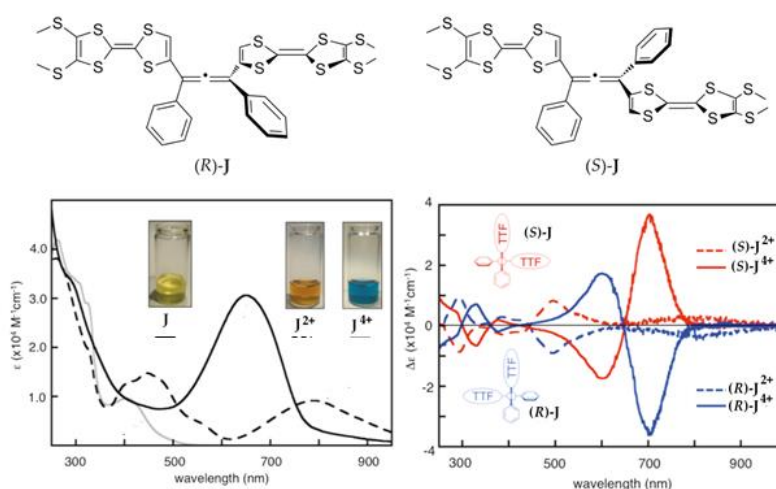 S S S S S S S S S S S S
(R)-J
S S S S S S S S S S S S
(S)-J
ε (x10⁴ M⁻¹cm⁻¹)
4.0
3.0
2.0
1.0
J J²⁺ J⁴⁺
300 500 700 900
wavelength (nm)
Δε (x10⁴ M⁻¹cm⁻¹)
4
2
0
-2
-4
(S)-J
TTF
TTF
(S)-J²⁺
(S)-J⁴⁺
TTF
TTF
(R)-J
(R)-J²⁺
(R)-J⁴⁺
300 500 700 900
wavelength (nm)